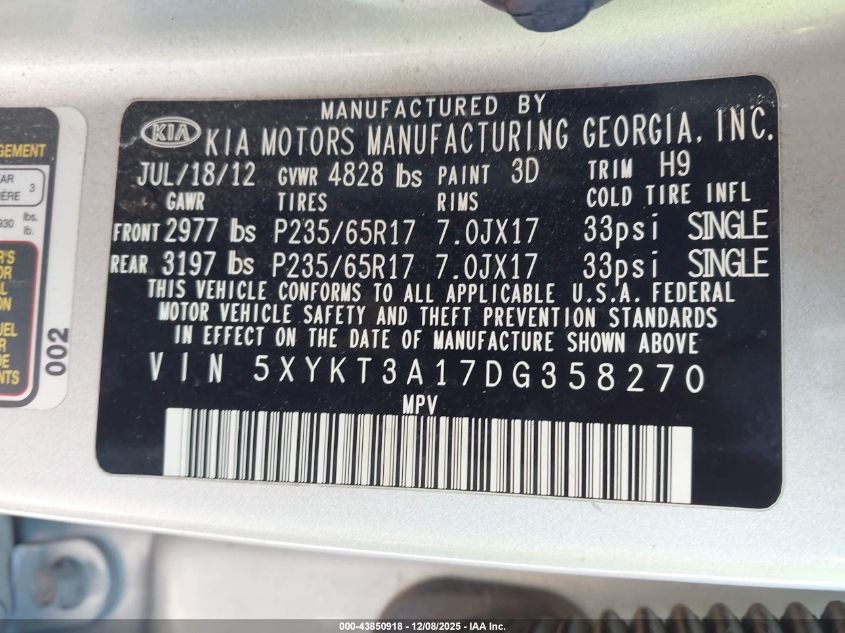 MANUFACTURED BY
KIA KIA MOTORS MANUFACTURING GEORGIA, INC.
JUL/18/12 GVWR 4828 lbs PAINT 3D TRIM H9
GAWR TIRES RIMS COLD TIRE INFL
FRONT 2977 lbs P235/65R17 7.0JX17 33psi SINGLE
REAR 3197 lbs P235/65R17 7.0JX17 33psi SINGLE
THIS VEHICLE CONFORMS TO ALL APPLICABLE U.S.A. FEDERAL
MOTOR VEHICLE SAFETY AND THEFT PREVENTION STANDARDS
IN EFFECT ON THE DATE OF MANUFACTURE SHOWN ABOVE
VIN 5XYKT3A17DG358270
MPV
002
000-43850918 - 12/08/2025 - IAA Inc.